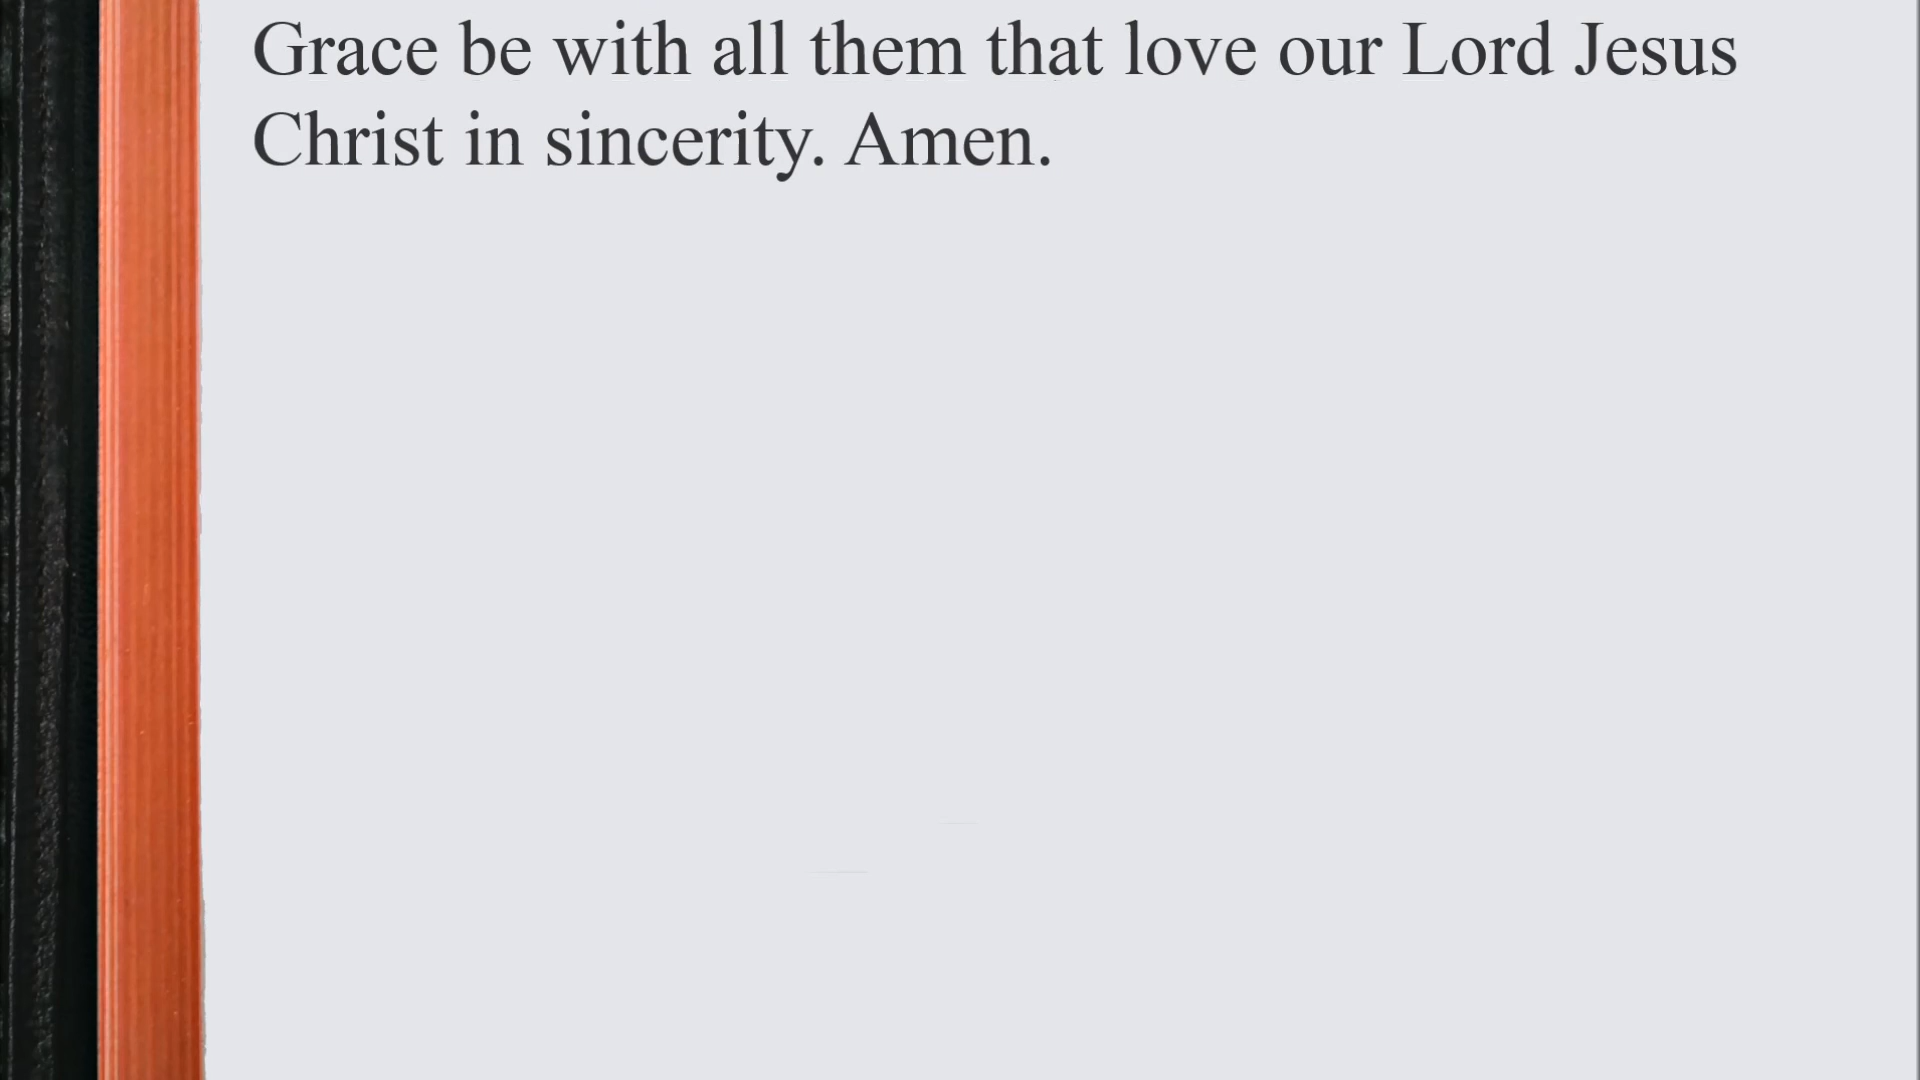 Grace be with all them that love our Lord Jesus
Christ in sincerity. Amen.